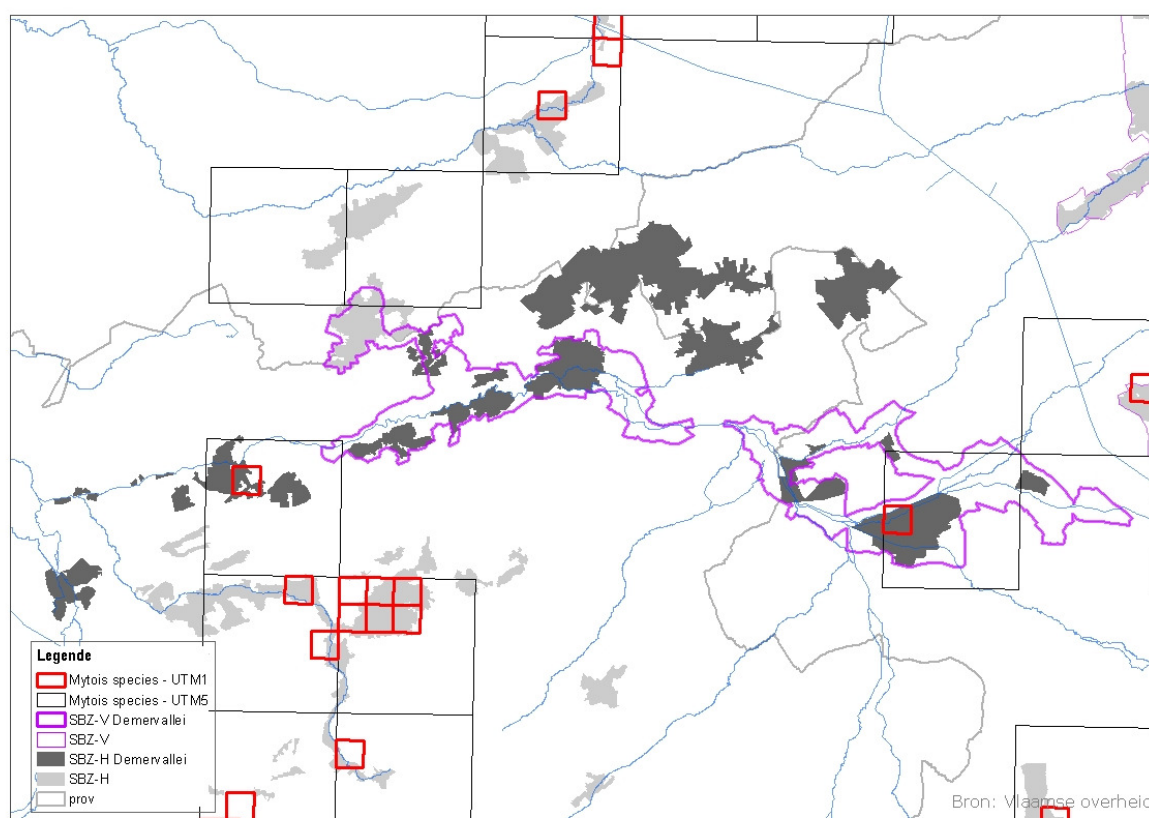 Legende
Mytois species - UTM1
Mytois species - UTM5
SBZ-V Demervallei
SBZ-V
SBZ-H Demervallei
SBZ-H
prov
Bron: Vlaamse overheid